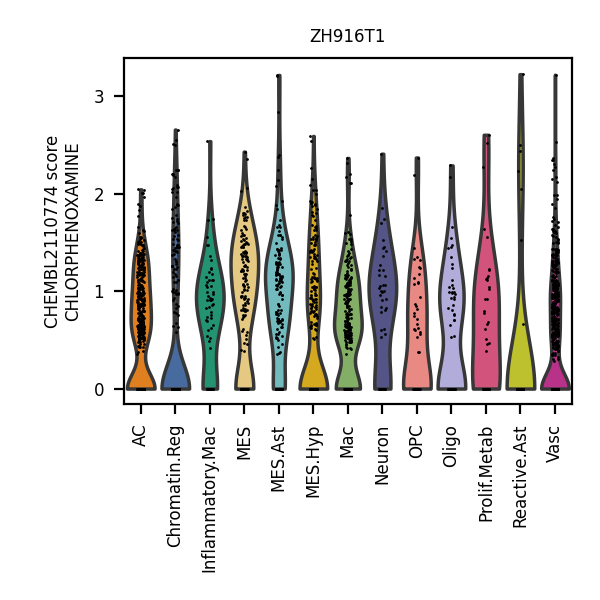 ZH916T1
CHEMBL2110774 score
CHLORPHENOXAMINE
3
2
1
0
AC
Chromatin.Reg
Inflammatory.Mac
MES
MES.Ast
MES.Hyp
Mac
Neuron
OPC
Oligo
Prolif.Metab
Reactive.Ast
Vasc